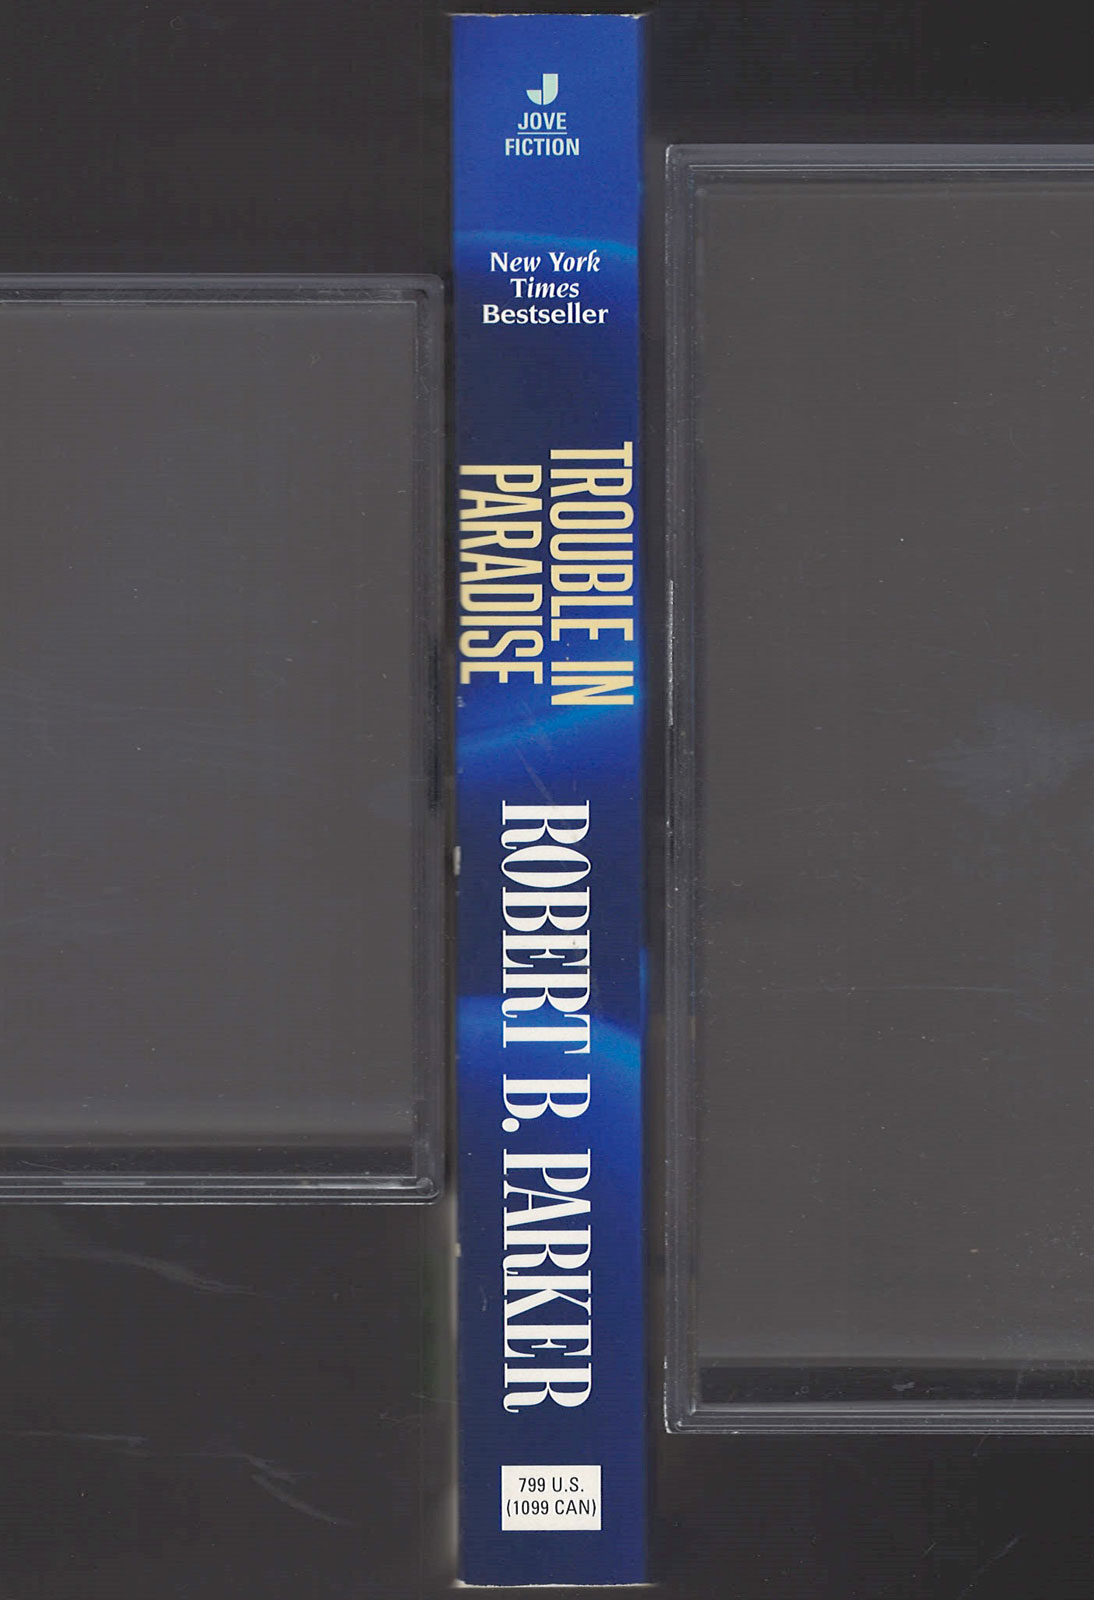 JOVE
FICTION
New York
Times
Bestseller
TROUBLE IN
PARADISE
ROBERT B. PARKER
799 U.S.
(1099 CAN)